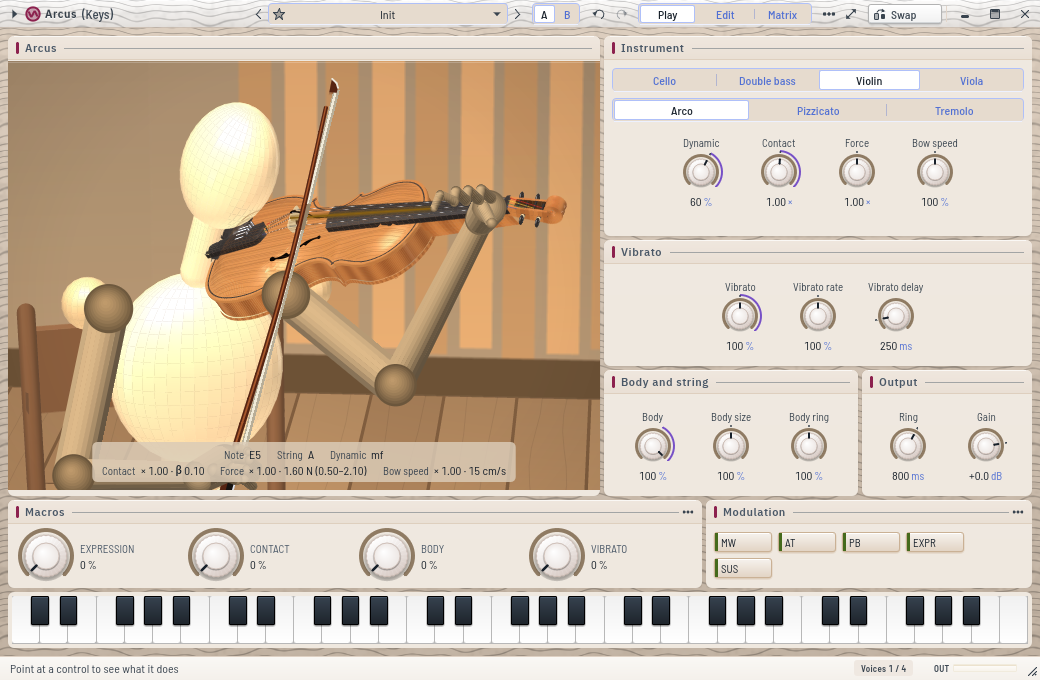 Arcus (Keys)
Init
A B
Play Edit Matrix
Swap
Arcus
Note E5 String A Dynamic mf
Contact × 1.00 · β 0.10 Force × 1.00 · 1.60 N (0.50–2.10) Bow speed × 1.00 · 15 cm/s
Instrument
Cello Double bass Violin Viola
Arco Pizzicato Tremolo
Dynamic Contact Force Bow speed
60 % 1.00 × 1.00 × 100 %
Vibrato
Vibrato Vibrato rate Vibrato delay
100 % 100 % 250 ms
Body and string
Body Body size Body ring
100 % 100 % 100 %
Output
Ring Gain
800 ms +0.0 dB
Macros
EXPRESSION
0 %
CONTACT
0 %
BODY
0 %
VIBRATO
0 %
Modulation
MW AT PB EXPR
SUS
Point at a control to see what it does
Voices 1 / 4
OUT